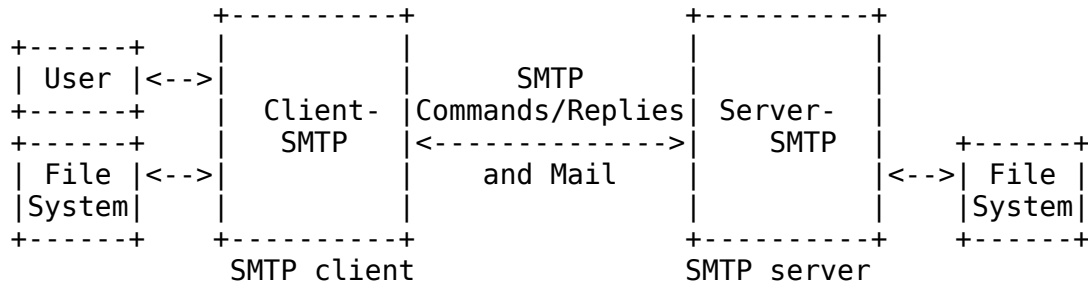 +----------+                +----------+
    +------+    |          |                |          |
    | User |<-->|          |      SMTP      |          |
    +------+    |  Client- |Commands/Replies| Server-  |
    +------+    |   SMTP   |<-------------->|    SMTP  |    +------+
    | File |<-->|          |    and Mail    |          |<-->| File |
    |System|    |          |                |          |    |System|
    +------+    +----------+                +----------+    +------+
                 SMTP client                SMTP server